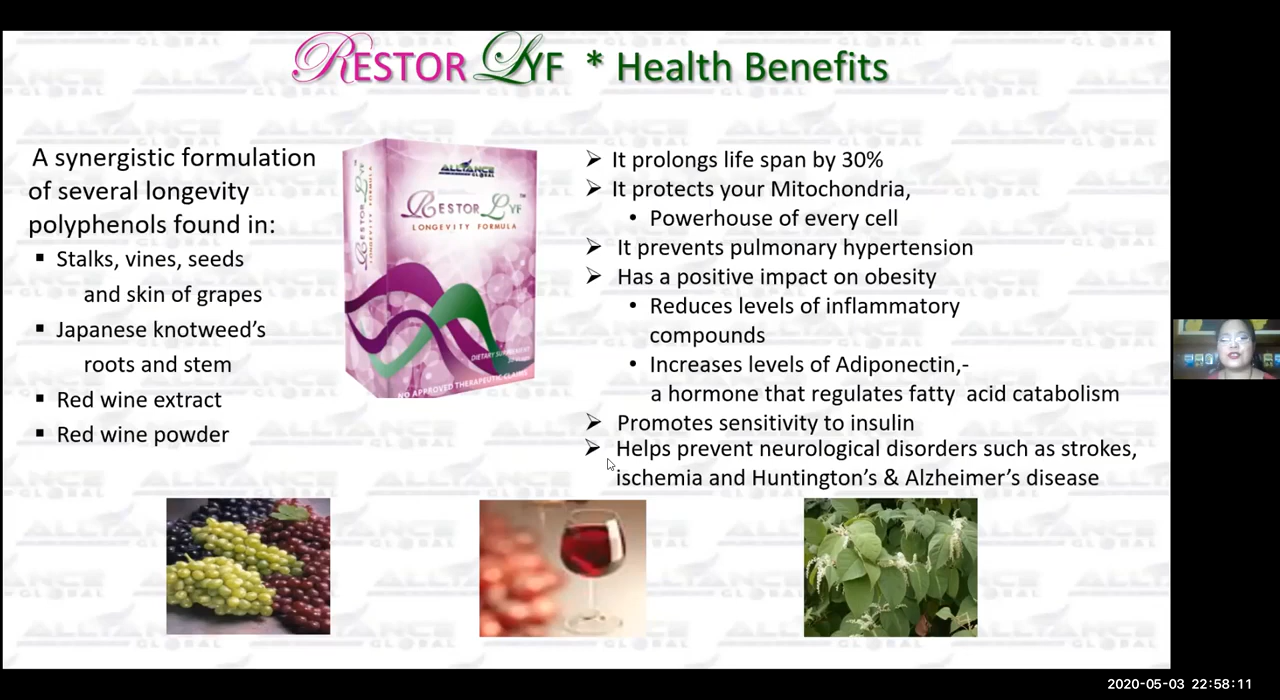 RESTOR LYF * Health Benefits
A synergistic formulation
of several longevity
polyphenols found in:
▪ Stalks, vines, seeds
and skin of grapes
▪ Japanese knotweed's
roots and stem
▪ Red wine extract
▪ Red wine powder
ALLIANCE
GLOBAL
RESTOR LYF™
LONGEVITY FORMULA
RESTOR LYF
LONGEVITY FORMULA
DIETARY SUPPLEMENT
NO APPROVED THERAPEUTIC CLAIMS
➢ It prolongs life span by 30%
➢ It protects your Mitochondria,
• Powerhouse of every cell
➢ It prevents pulmonary hypertension
➢ Has a positive impact on obesity
• Reduces levels of inflammatory
compounds
• Increases levels of Adiponectin,-
a hormone that regulates fatty acid catabolism
➢ Promotes sensitivity to insulin
➢ Helps prevent neurological disorders such as strokes,
ischemia and Huntington's & Alzheimer's disease
2020-05-03 22:58:11